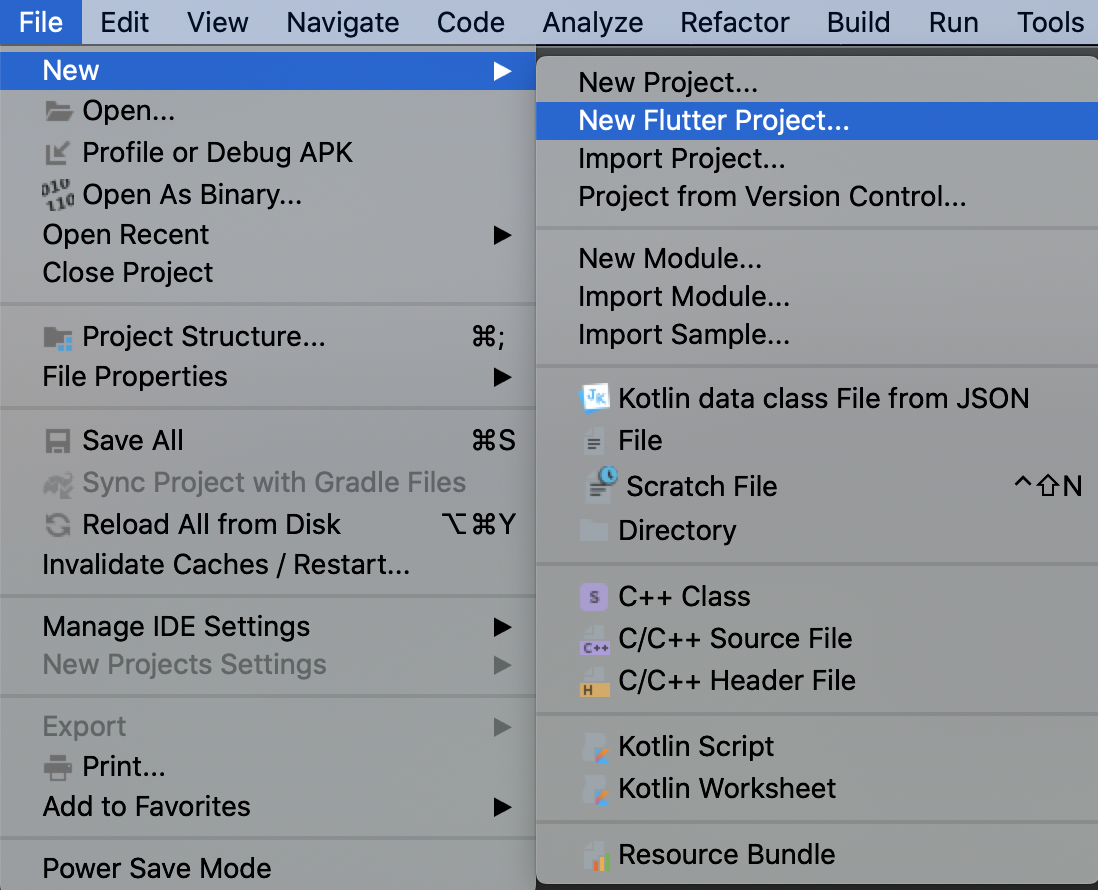 File Edit View Navigate Code Analyze Refactor Build Run Tools
New
Open...
Profile or Debug APK
010
110
Open As Binary...
Open Recent
Close Project
Project Structure... ⌘;
File Properties
Save All ⌘S
Sync Project with Gradle Files
Reload All from Disk ⌥⌘Y
Invalidate Caches / Restart...
Manage IDE Settings
New Projects Settings
Export
Print...
Add to Favorites
Power Save Mode
New Project...
New Flutter Project...
Import Project...
Project from Version Control...
New Module...
Import Module...
Import Sample...
JK Kotlin data class File from JSON
File
Scratch File ^⇧N
Directory
S C++ Class
C++ C/C++ Source File
H C/C++ Header File
Kotlin Script
Kotlin Worksheet
Resource Bundle